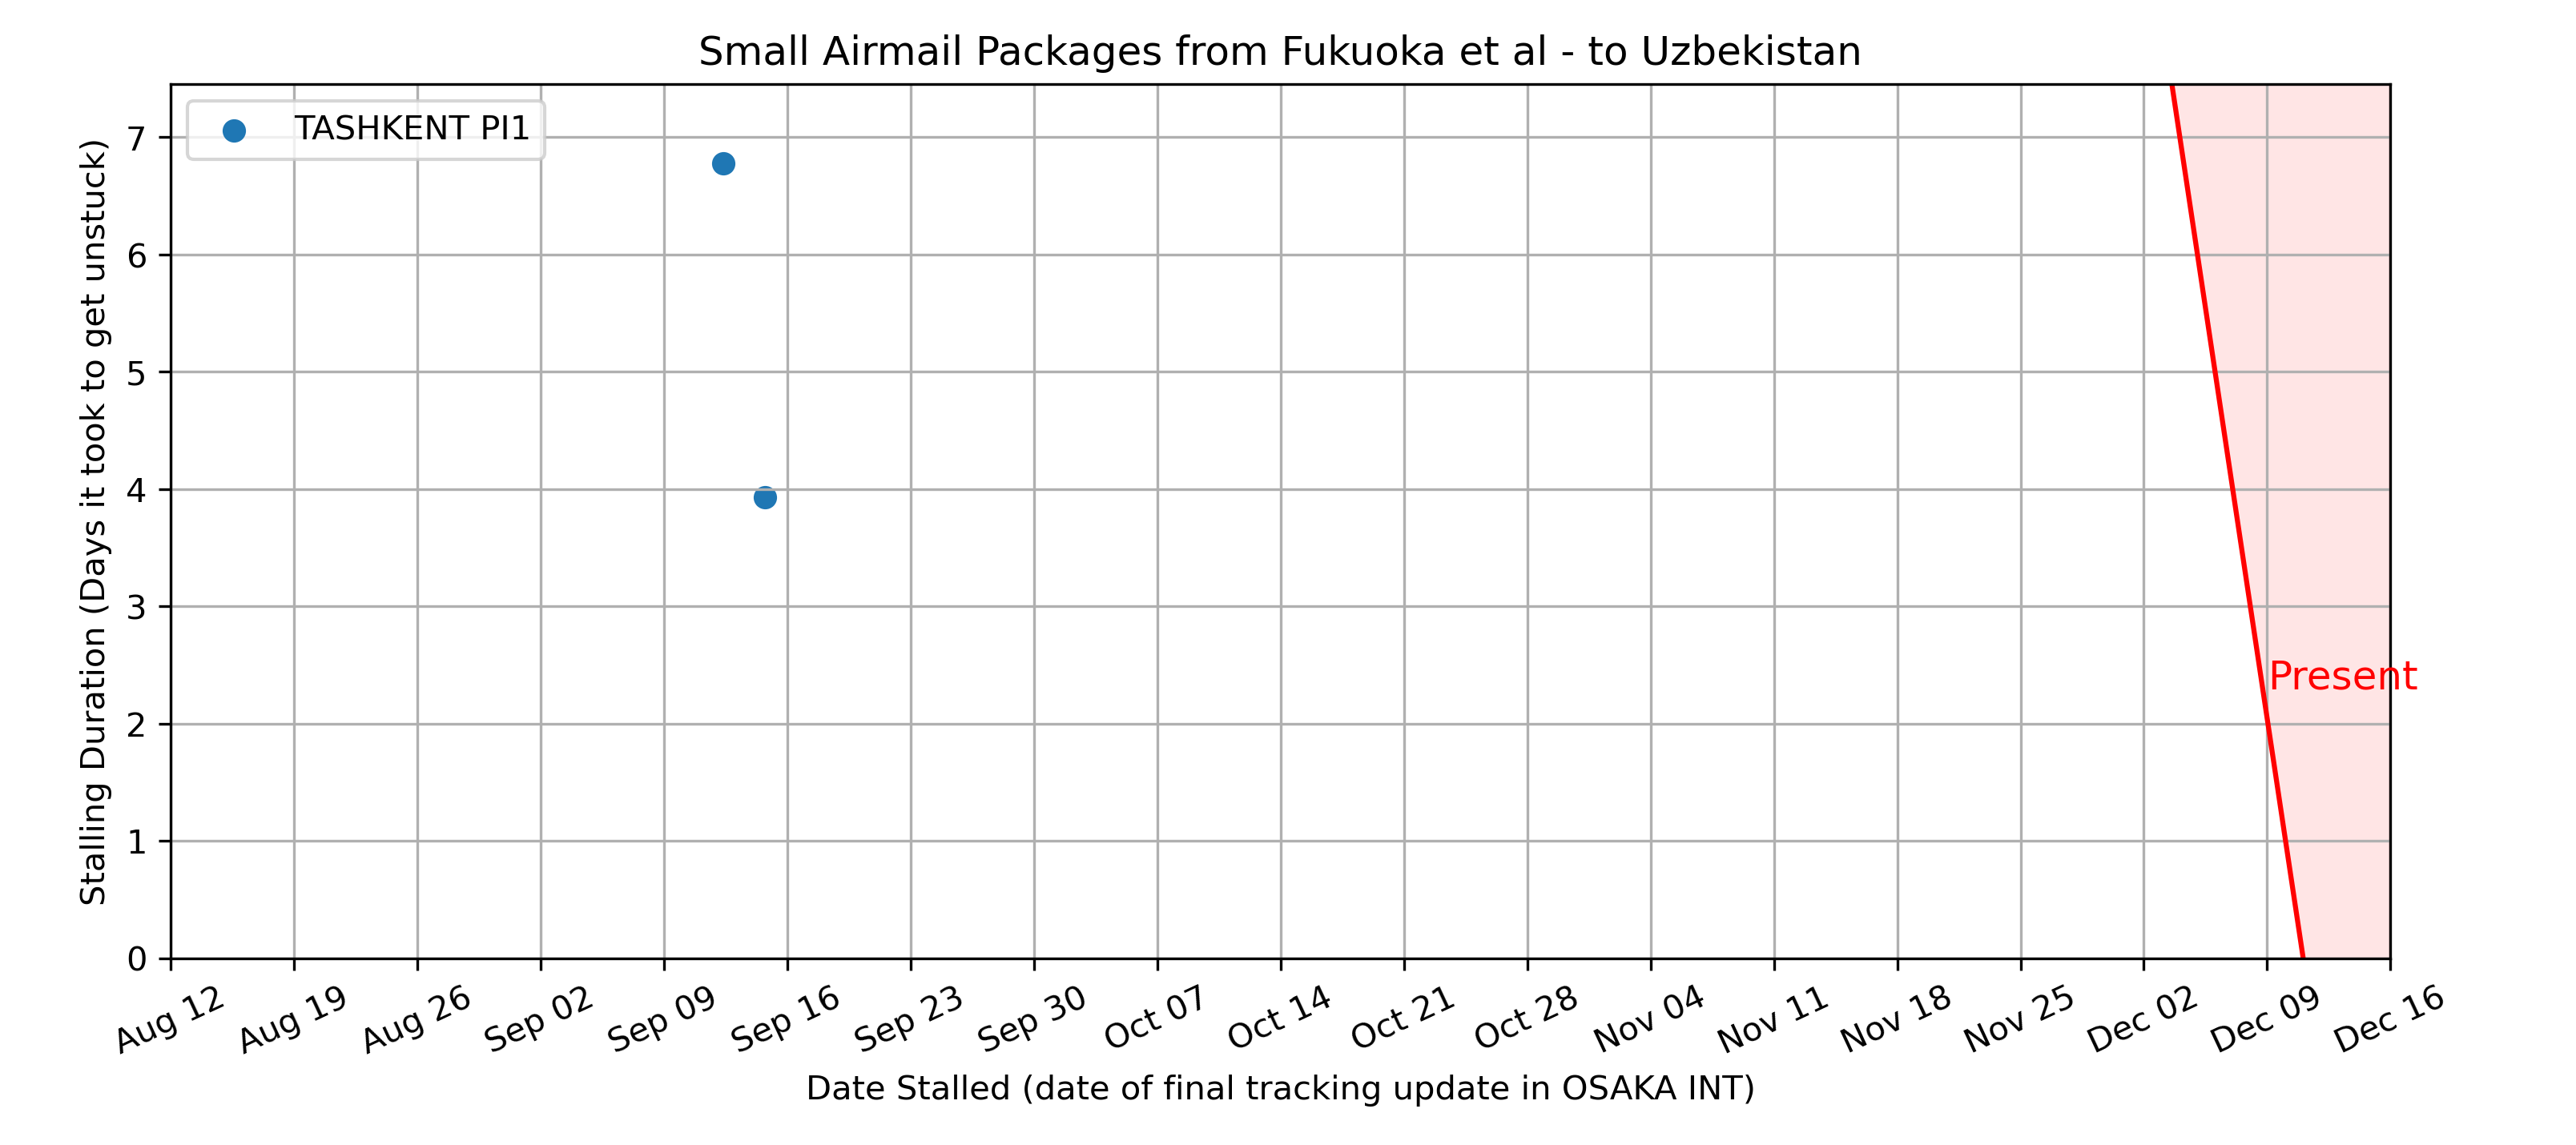 Small Airmail Packages from Fukuoka et al - to Uzbekistan
TASHKENT PI1
Stalling Duration (Days it took to get unstuck)
7
6
5
4
3
2
1
0
Present
Aug 12 Aug 19 Aug 26 Sep 02 Sep 09 Sep 16 Sep 23 Sep 30 Oct 07 Oct 14 Oct 21 Oct 28 Nov 04 Nov 11 Nov 18 Nov 25 Dec 02 Dec 09 Dec 16
Date Stalled (date of final tracking update in OSAKA INT)